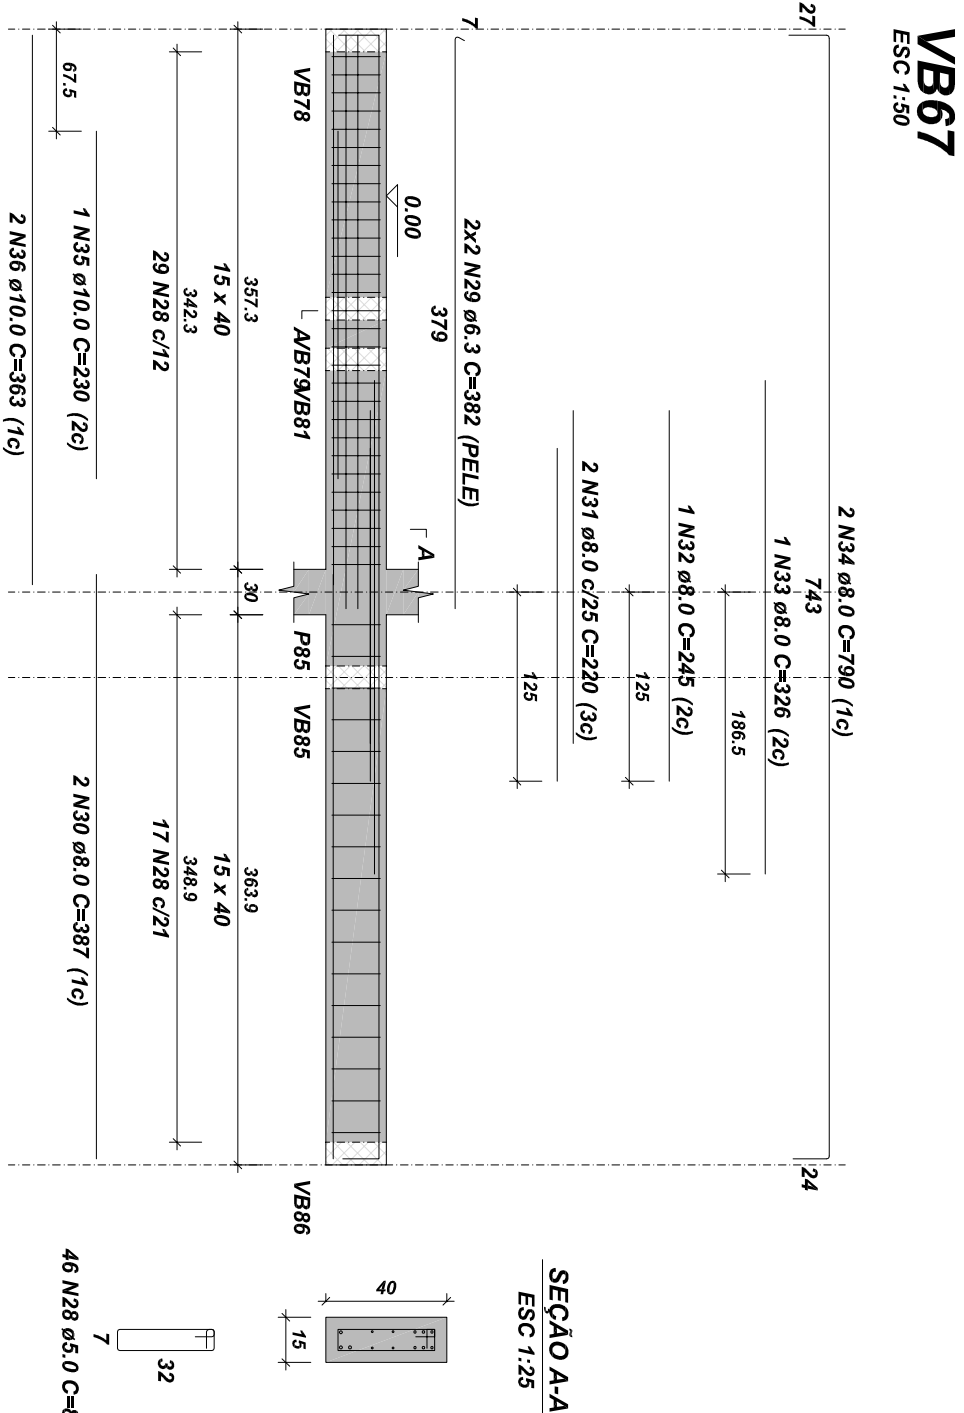 VB67
ESC 1:50
2 N34 ø8.0 C=790 (1c)
27
743
24
1 N33 ø8.0 C=326 (2c)
186.5
1 N32 ø8.0 C=245 (2c)
125
2 N31 ø8.0 c/25 C=220 (3c)
125
2x2 N29 ø6.3 C=382 (PELE)
7
379
0.00
A
VB78
VB79
VB81
A
P85
VB85
VB86
357.3
30
363.9
15 x 40
15 x 40
342.3
348.9
29 N28 c/12
17 N28 c/21
67.5
1 N35 ø10.0 C=230 (2c)
2 N30 ø8.0 C=387 (1c)
2 N36 ø10.0 C=363 (1c)
SEÇÃO A-A
ESC 1:25
40
15
32
7
46 N28 ø5.0